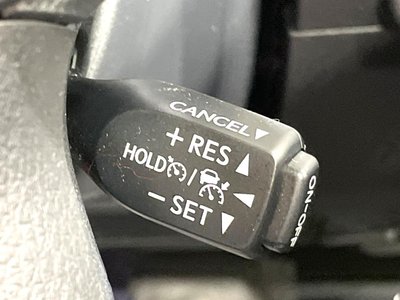 CANCEL▼
+ RES▲
HOLD /
− SET▼
ON-OFF